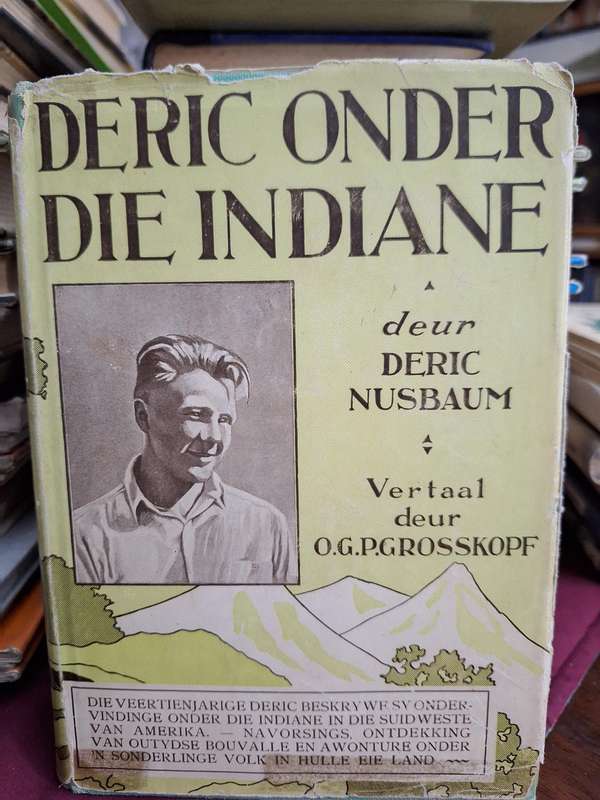 DERIC ONDER
DIE INDIANE
deur
DERIC
NUSBAUM
Vertaal
deur
O.G.P.GROSSKOPF
DIE VEERTIENJARIGE DERIC BESKRYWF SY ONDER-
VINDINGE ONDER DIE INDIANE IN DIE SUIDWESTE
VAN AMERIKA. — NAVORSINGS, ONTDEKKING
VAN OUTYDSE BOUVALLE EN AWONTURE ONDER
'N SONDERLINGE VOLK IN HULLE EIE LAND